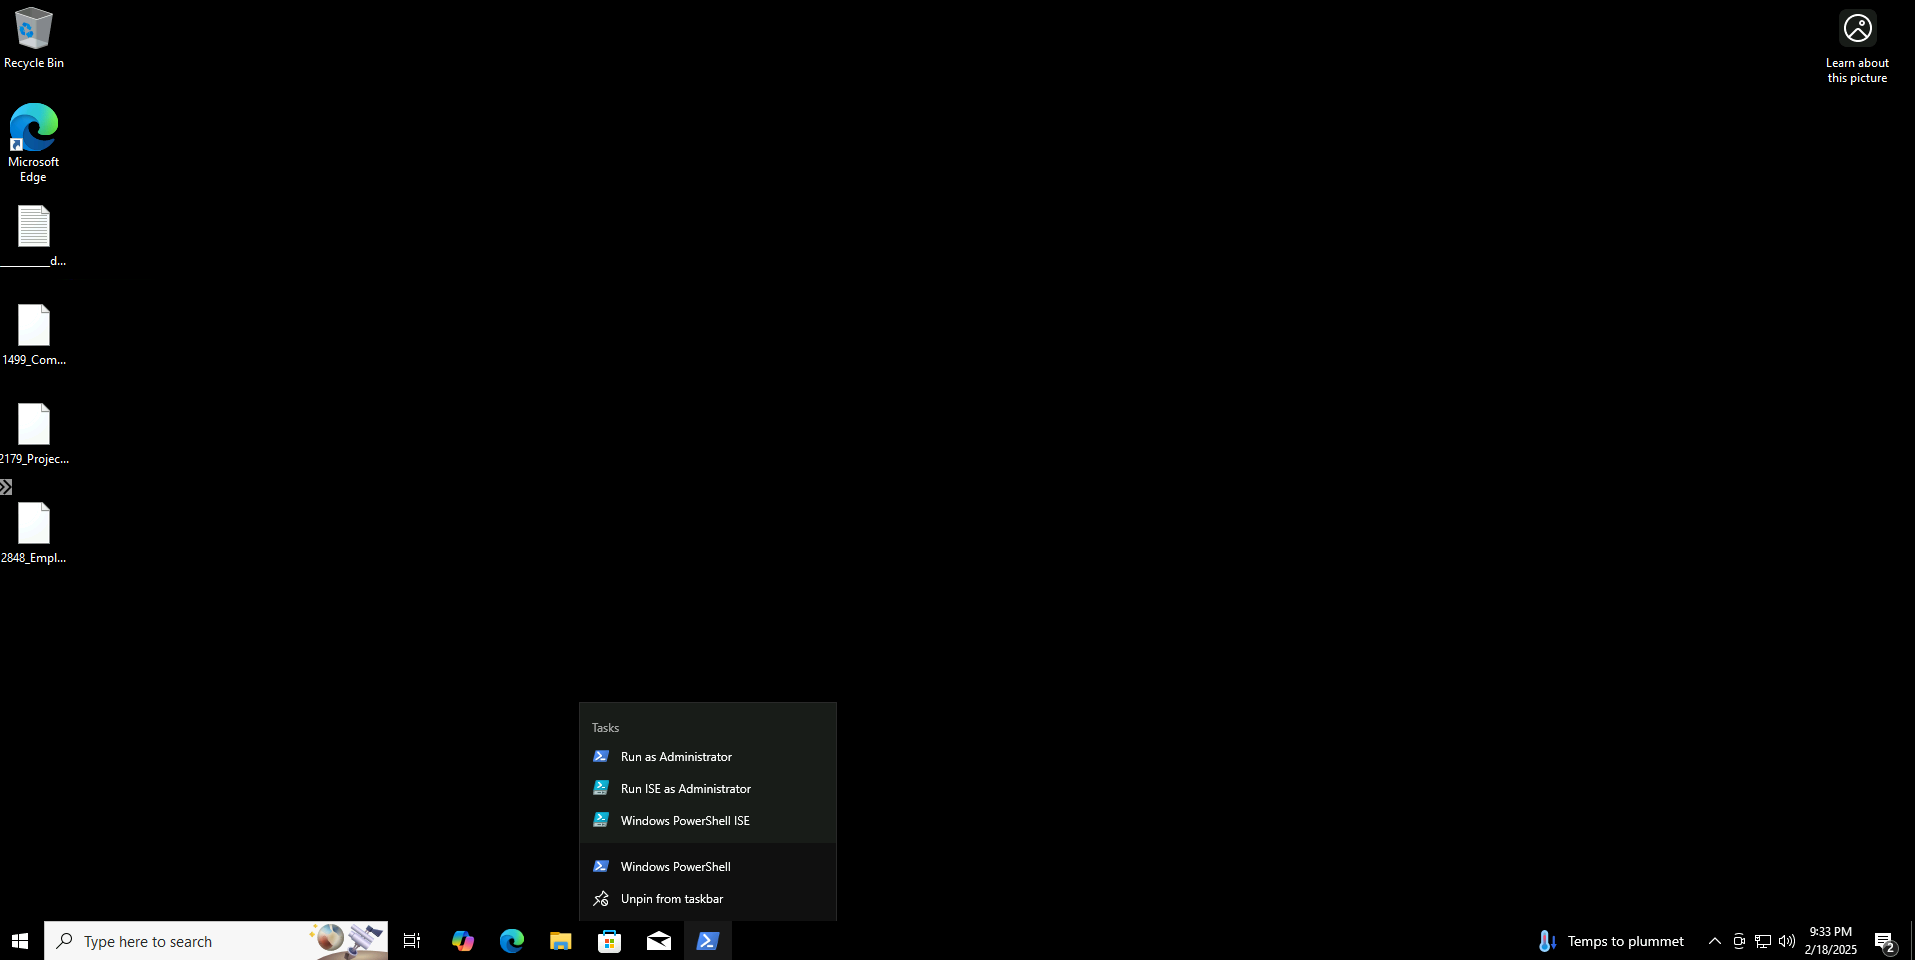 Recycle Bin
Learn about
this picture
Microsoft
Edge
________d...
1499_Com...
2179_Projec...
2848_Empl...
Tasks
Run as Administrator
Run ISE as Administrator
Windows PowerShell ISE
Windows PowerShell
Unpin from taskbar
Type here to search
Temps to plummet
9:33 PM
2/18/2025
2